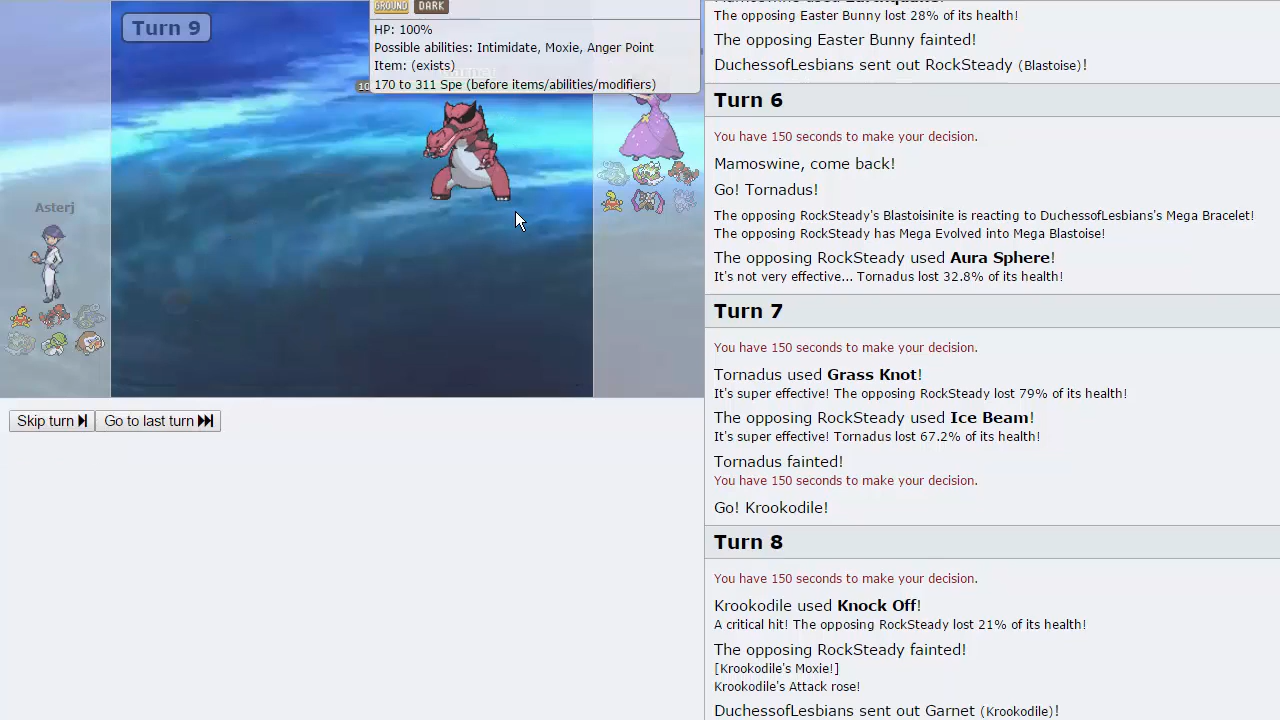 Turn 9
GROUND DARK
HP: 100%
Possible abilities: Intimidate, Moxie, Anger Point
Item: (exists)
170 to 311 Spe (before items/abilities/modifiers)
Asterj
Skip turn
Go to last turn
The opposing Easter Bunny lost 28% of its health!
The opposing Easter Bunny fainted!
DuchessofLesbians sent out RockSteady (Blastoise)!
Turn 6
You have 150 seconds to make your decision.
Mamoswine, come back!
Go! Tornadus!
The opposing RockSteady's Blastoisinite is reacting to DuchessofLesbians's Mega Bracelet!
The opposing RockSteady has Mega Evolved into Mega Blastoise!
The opposing RockSteady used Aura Sphere!
It's not very effective... Tornadus lost 32.8% of its health!
Turn 7
You have 150 seconds to make your decision.
Tornadus used Grass Knot!
It's super effective! The opposing RockSteady lost 79% of its health!
The opposing RockSteady used Ice Beam!
It's super effective! Tornadus lost 67.2% of its health!
Tornadus fainted!
You have 150 seconds to make your decision.
Go! Krookodile!
Turn 8
You have 150 seconds to make your decision.
Krookodile used Knock Off!
A critical hit! The opposing RockSteady lost 21% of its health!
The opposing RockSteady fainted!
[Krookodile's Moxie!]
Krookodile's Attack rose!
DuchessofLesbians sent out Garnet (Krookodile)!